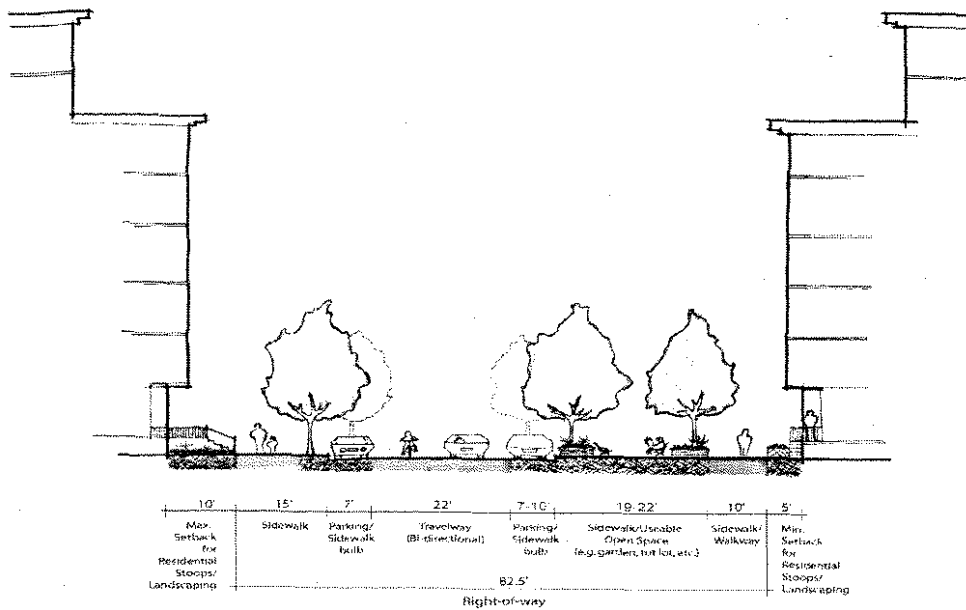 10' 15' 7' 22' 7-10' 19-22' 10' 5'
Max. Setback for Residential Stoops/ Landscaping
Sidewalk
Parking/ Sidewalk bulb
Travelway (Bi-directional)
Parking/ Sidewalk bulb
Sidewalk/Useable Open Space (e.g. garden, tot lot, etc.)
Sidewalk/ Walkway
Min. Setback for Residential Stoops/ Landscaping
82.5'
Right-of-way